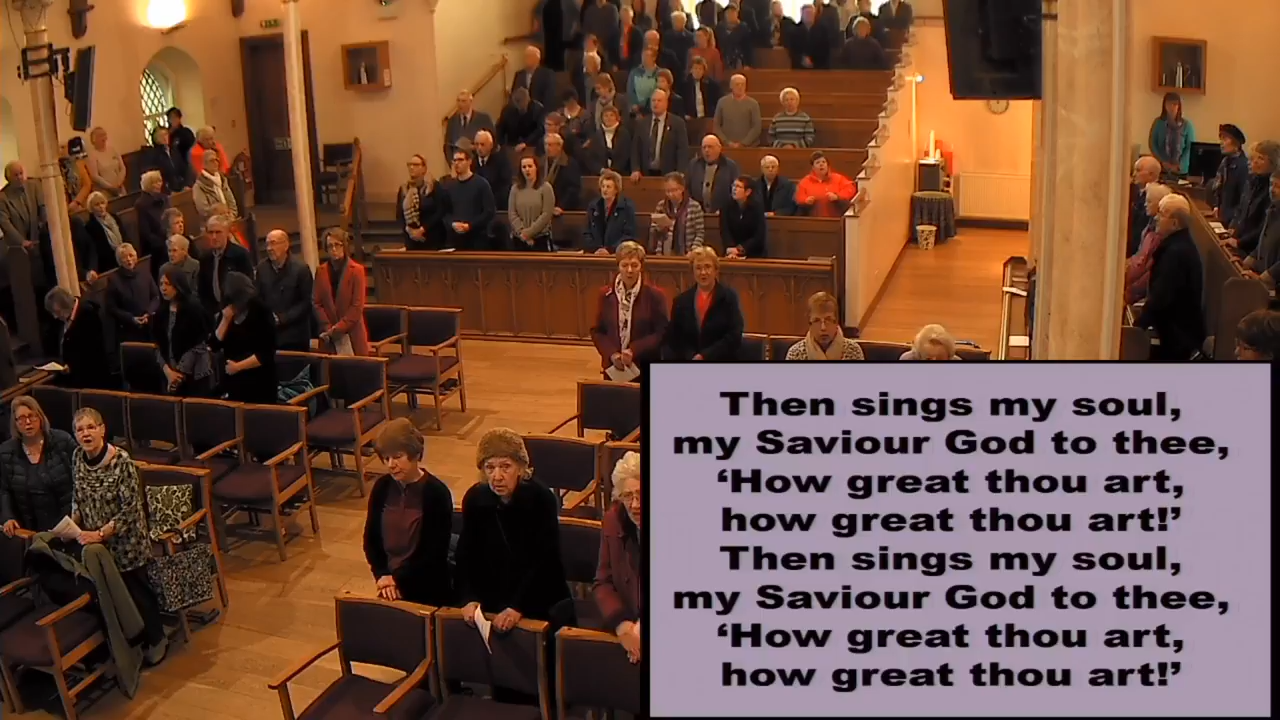 Then sings my soul,
my Saviour God to thee,
‘How great thou art,
how great thou art!’
Then sings my soul,
my Saviour God to thee,
‘How great thou art,
how great thou art!’